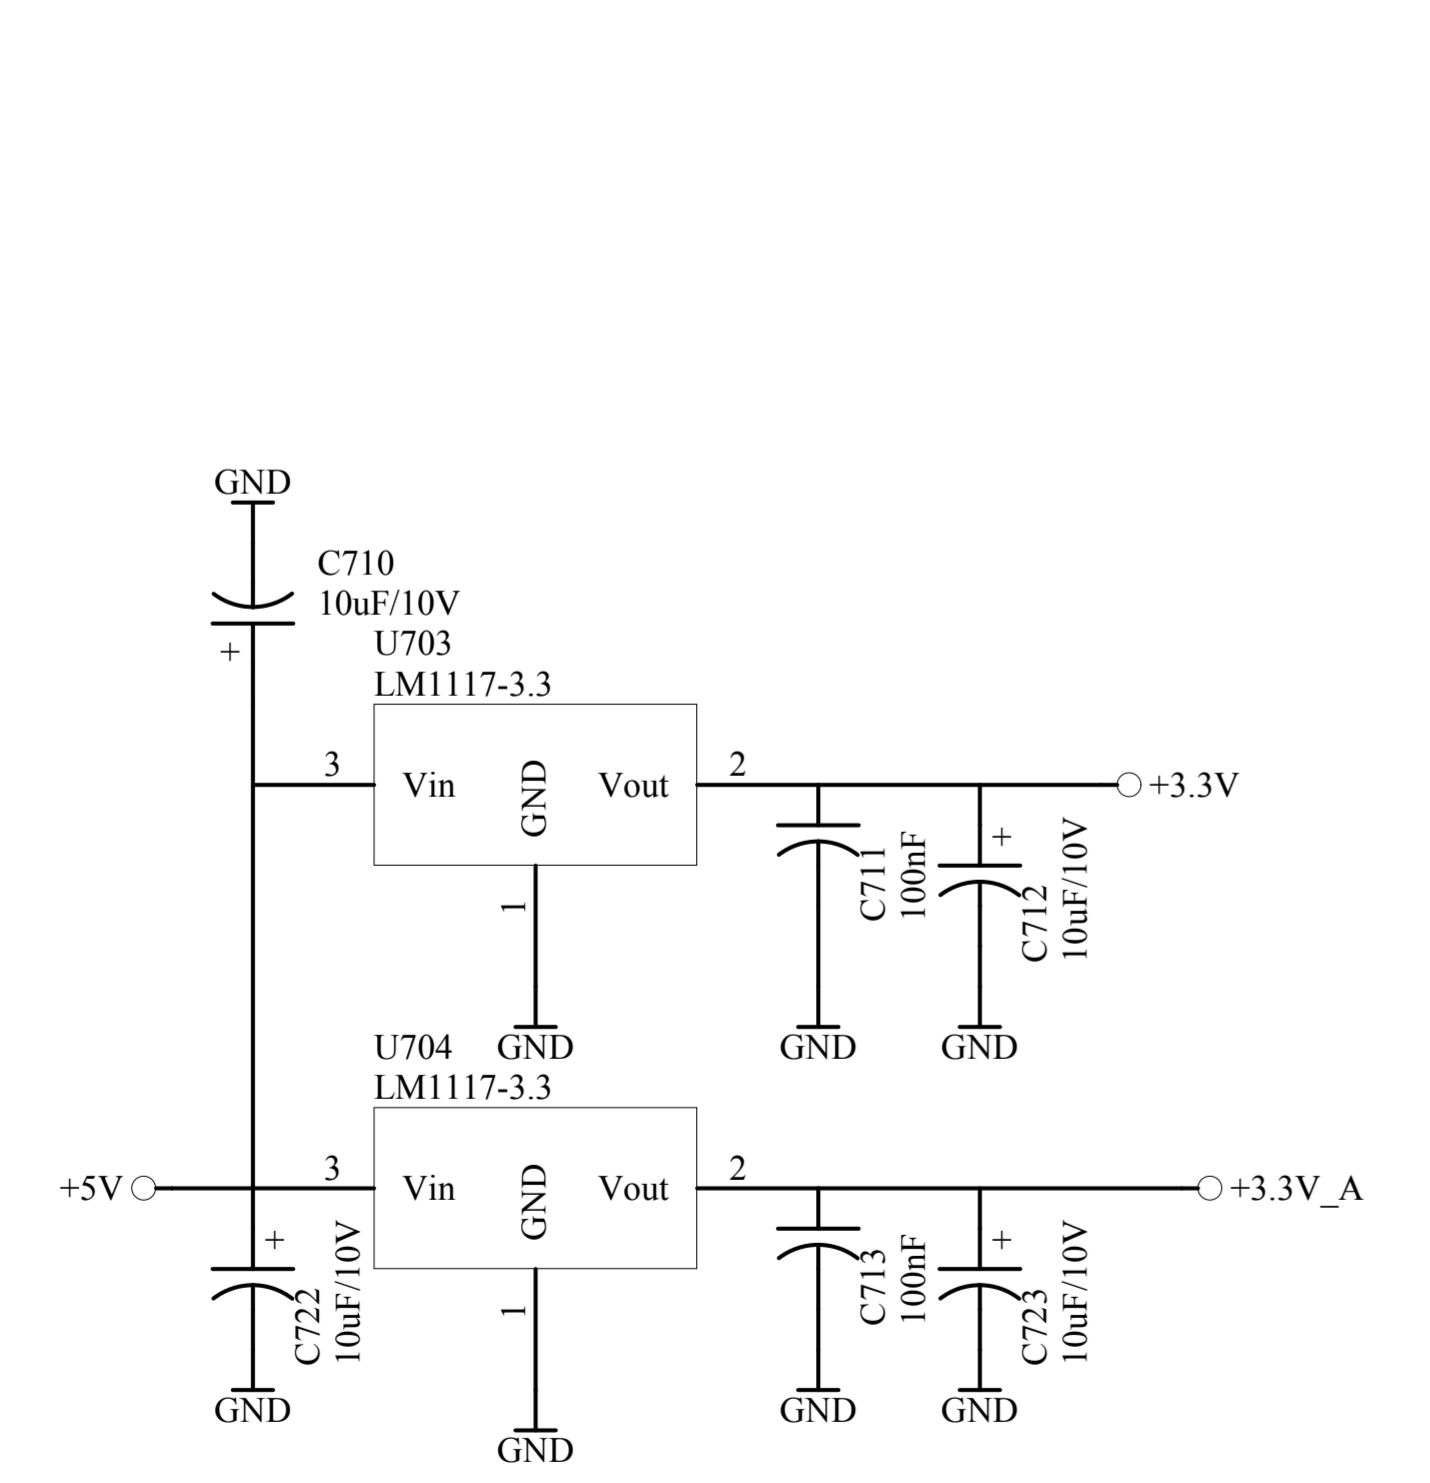 GND
C710
10uF/10V
+
U703
LM1117-3.3
3
Vin
GND
Vout
2
+3.3V
1
C711
100nF
+
C712
10uF/10V
GND
GND
GND
U704
LM1117-3.3
+5V
3
Vin
GND
Vout
2
+3.3V_A
+
C722
10uF/10V
1
C713
100nF
+
C723
10uF/10V
GND
GND
GND
GND